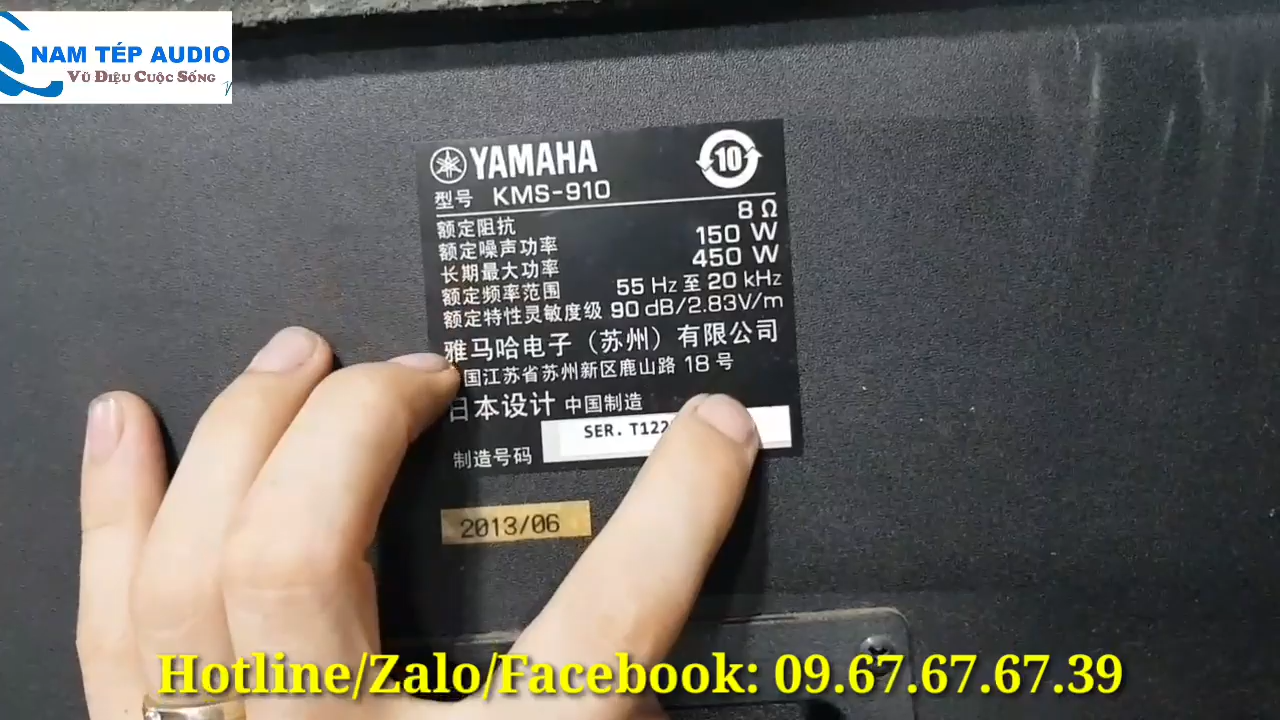 NAM TÉP AUDIO
VŨ ĐIỆU CUỘC SỐNG
YAMAHA
10
型号 KMS-910
额定阻抗 8 Ω
额定噪声功率 150 W
长期最大功率 450 W
额定频率范围 55 Hz 至 20 kHz
额定特性灵敏度级 90 dB/2.83V/m
雅马哈电子（苏州）有限公司
国江苏省苏州新区鹿山路 18 号
日本设计 中国制造
制造号码 SER. T122
2013/06
Hotline/Zalo/Facebook: 09.67.67.67.39